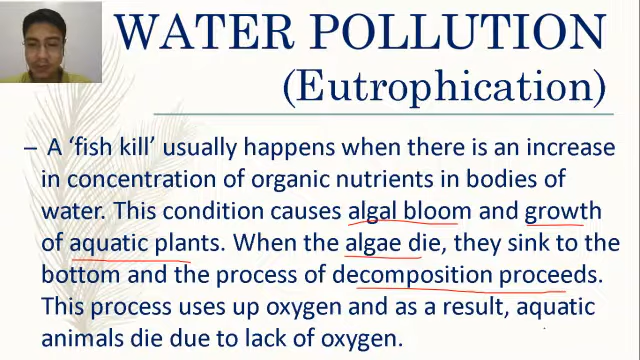 WATER POLLUTION
(Eutrophication)
– A ‘fish kill’ usually happens when there is an increase
in concentration of organic nutrients in bodies of
water. This condition causes algal bloom and growth
of aquatic plants. When the algae die, they sink to the
bottom and the process of decomposition proceeds.
This process uses up oxygen and as a result, aquatic
animals die due to lack of oxygen.